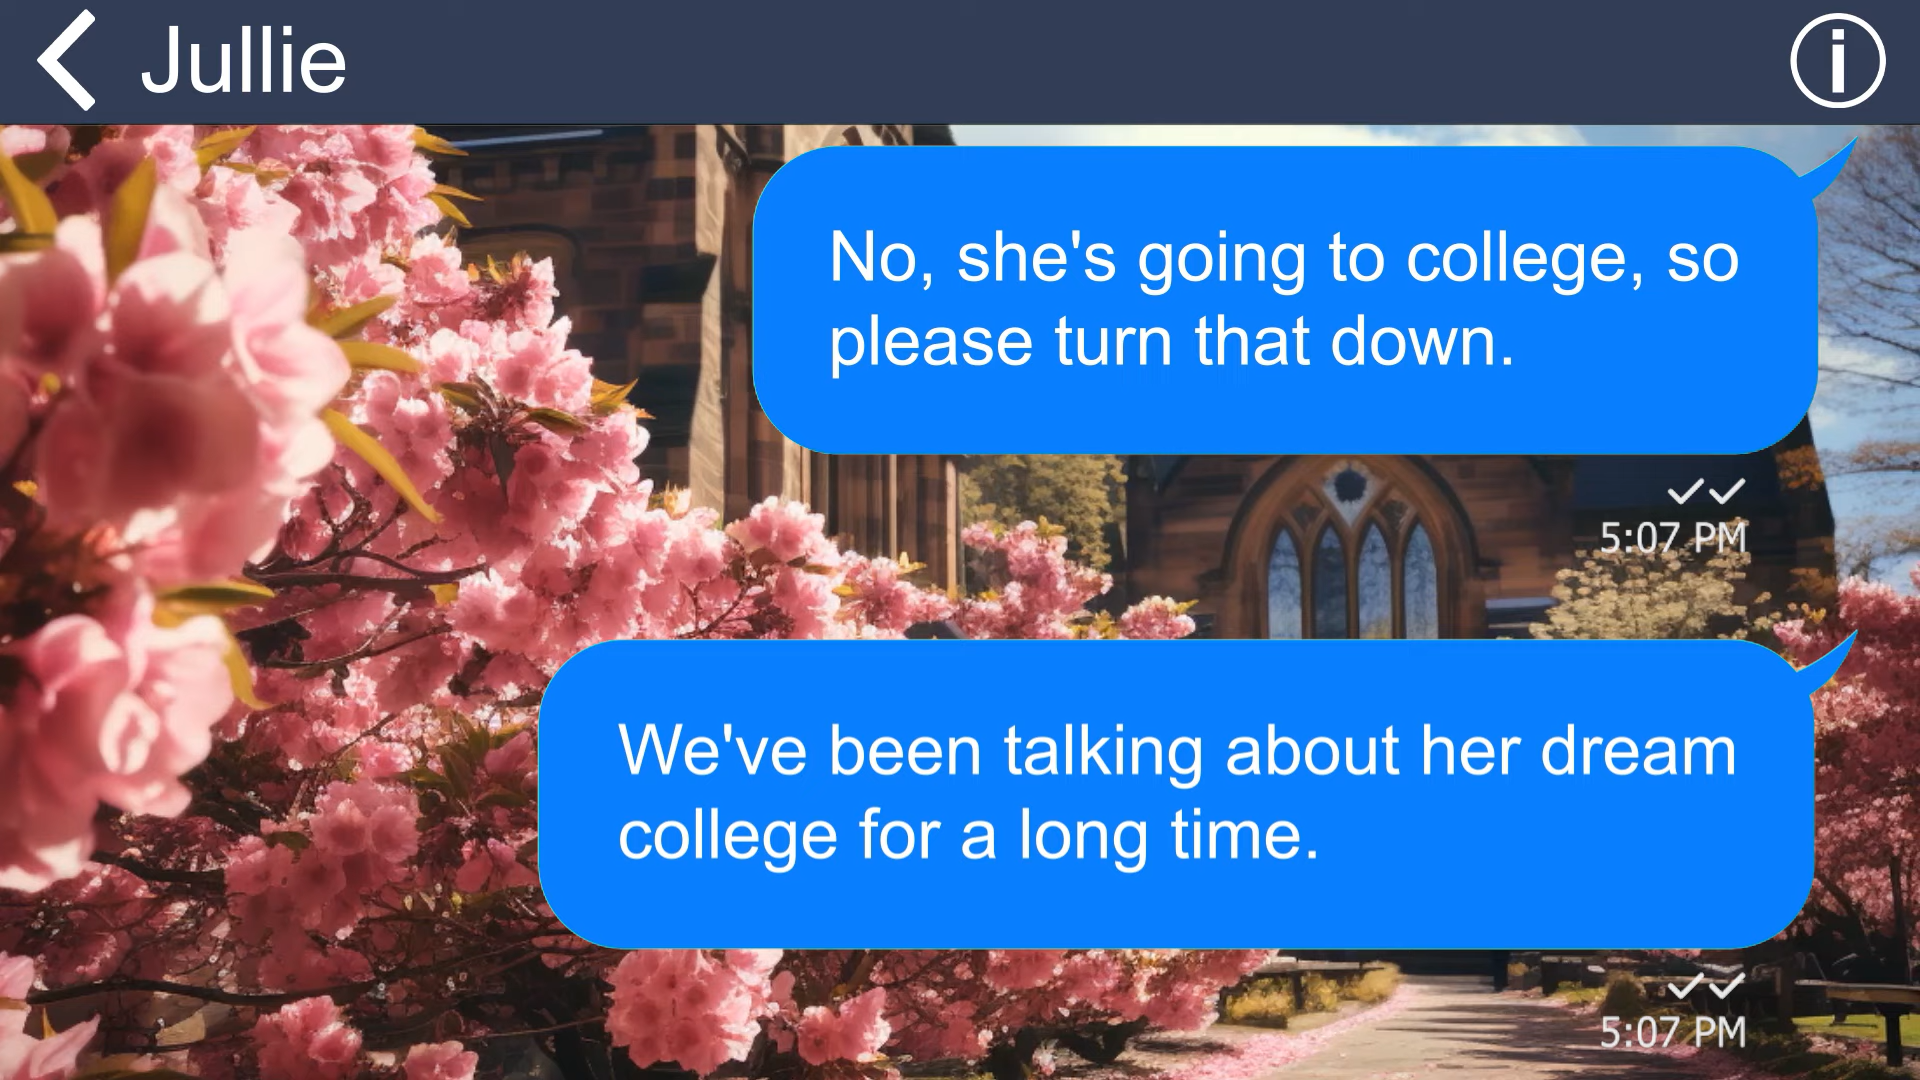 Jullie
No, she's going to college, so
please turn that down.
5:07 PM
We've been talking about her dream
college for a long time.
5:07 PM